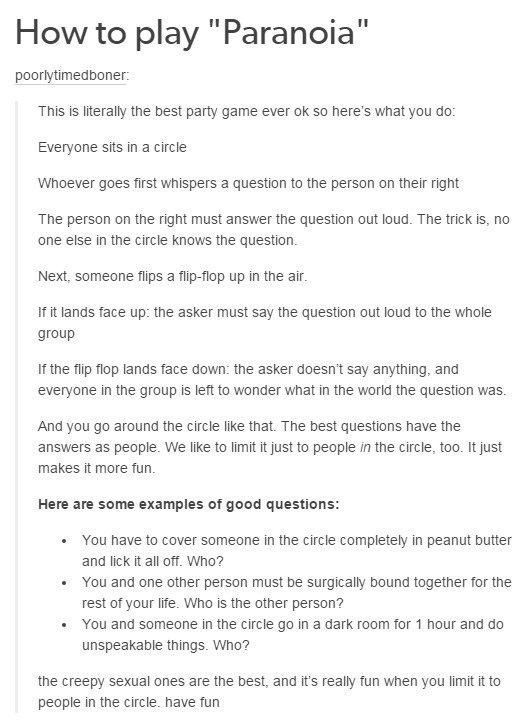 How to play "Paranoia"
poorlytimedboner:
This is literally the best party game ever ok so here's what you do:
Everyone sits in a circle
Whoever goes first whispers a question to the person on their right
The person on the right must answer the question out loud. The trick is, no
one else in the circle knows the question.
Next, someone flips a flip-flop up in the air.
If it lands face up: the asker must say the question out loud to the whole
group
If the flip flop lands face down: the asker doesn't say anything, and
everyone in the group is left to wonder what in the world the question was.
And you go around the circle like that. The best questions have the
answers as people. We like to limit it just to people in the circle, too. It just
makes it more fun.
Here are some examples of good questions:
• You have to cover someone in the circle completely in peanut butter
and lick it all off. Who?
• You and one other person must be surgically bound together for the
rest of your life. Who is the other person?
• You and someone in the circle go in a dark room for 1 hour and do
unspeakable things. Who?
the creepy sexual ones are the best, and it's really fun when you limit it to
people in the circle. have fun